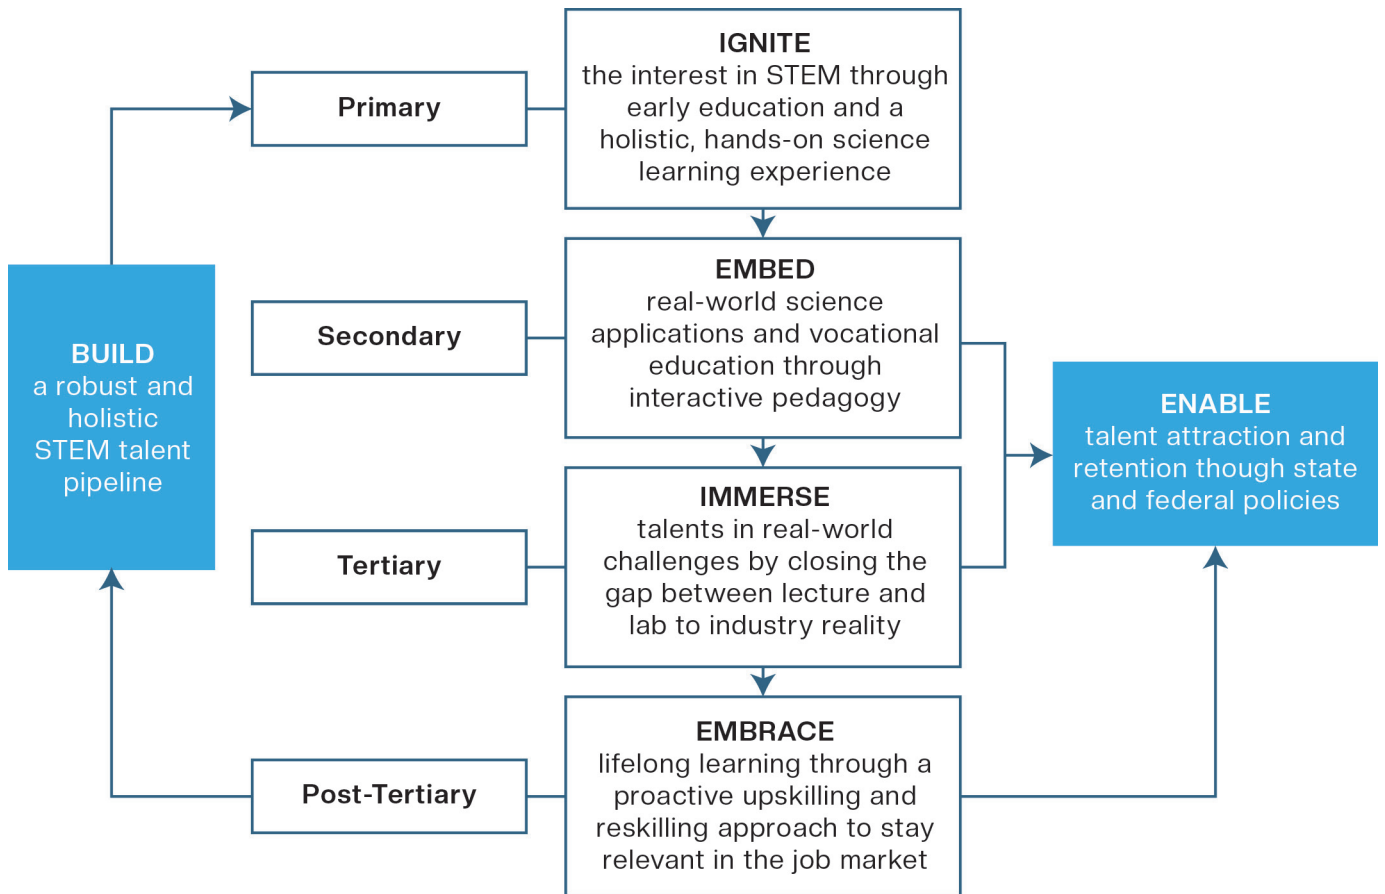 IGNITE
the interest in STEM through
early education and a
holistic, hands-on science
learning experience
Primary
EMBED
real-world science
applications and vocational
education through
interactive pedagogy
Secondary
BUILD
a robust and
holistic
STEM talent
pipeline
ENABLE
talent attraction and
retention though state
and federal policies
IMMERSE
talents in real-world
challenges by closing the
gap between lecture and
lab to industry reality
Tertiary
EMBRACE
lifelong learning through a
proactive upskilling and
reskilling approach to stay
relevant in the job market
Post-Tertiary